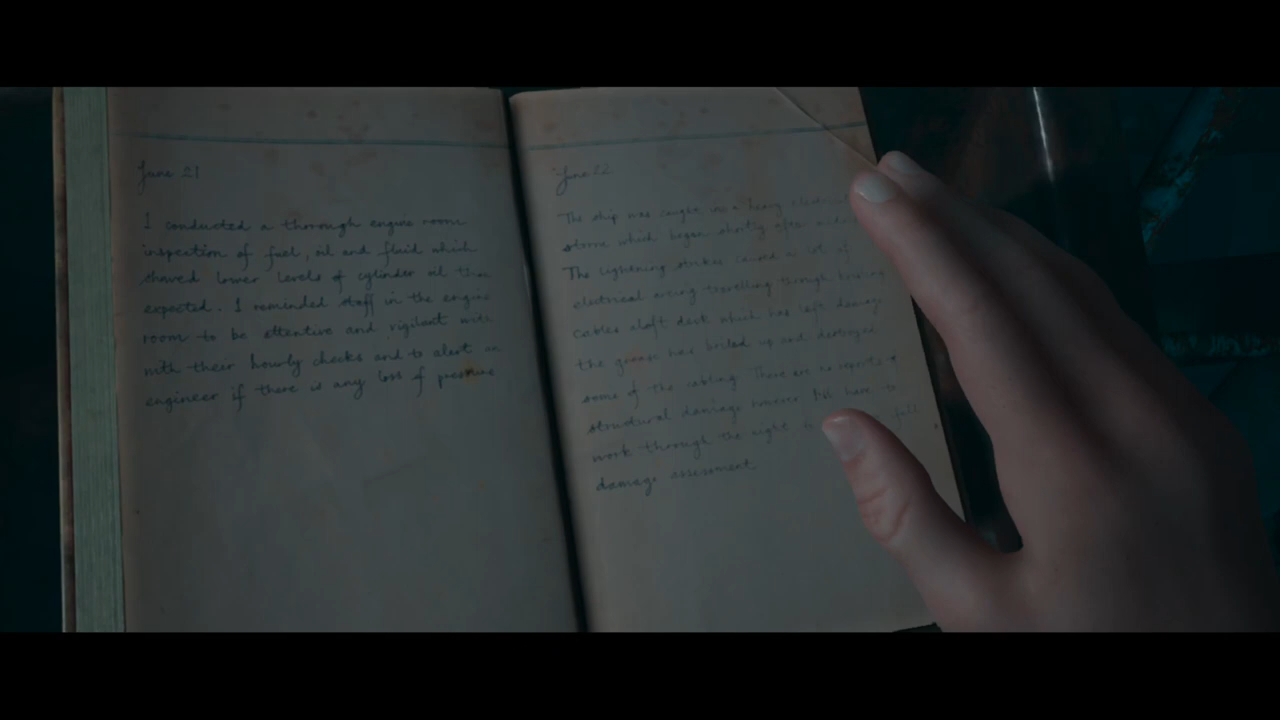 June 21
I conducted a thorough engine room
inspection of fuel, oil and fluid which
showed lower levels of cylinder oil than
expected. I reminded staff in the engine
room to be attentive and vigilant with
with their hourly checks and to alert an
engineer if there is any loss of pressure
June 22
The ship was caught in a heavy
storm which began shortly after
The lightning strikes caused a lot of
electrical arcing travelling through
cables aloft deck which has left damage
the grease has boiled up and destroyed
some of the cabling. There are no reports of
structural damage however I'll have to
work through the night full
damage assessment